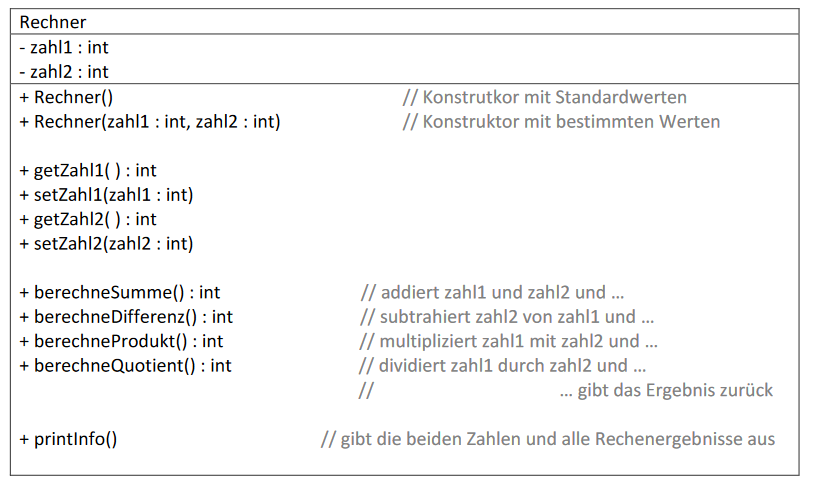 Rechner
- zahl1 : int
- zahl2 : int
+ Rechner() // Konstrutkor mit Standardwerten
+ Rechner(zahl1 : int, zahl2 : int) // Konstruktor mit bestimmten Werten
+ getZahl1( ) : int
+ setZahl1(zahl1 : int)
+ getZahl2( ) : int
+ setZahl2(zahl2 : int)
+ berechneSumme() : int // addiert zahl1 und zahl2 und ...
+ berechneDifferenz() : int // subtrahiert zahl2 von zahl1 und ...
+ berechneProdukt() : int // multipliziert zahl1 mit zahl2 und ...
+ berechneQuotient() : int // dividiert zahl1 durch zahl2 und ...
// ... gibt das Ergebnis zurück
+ printInfo() // gibt die beiden Zahlen und alle Rechenergebnisse aus